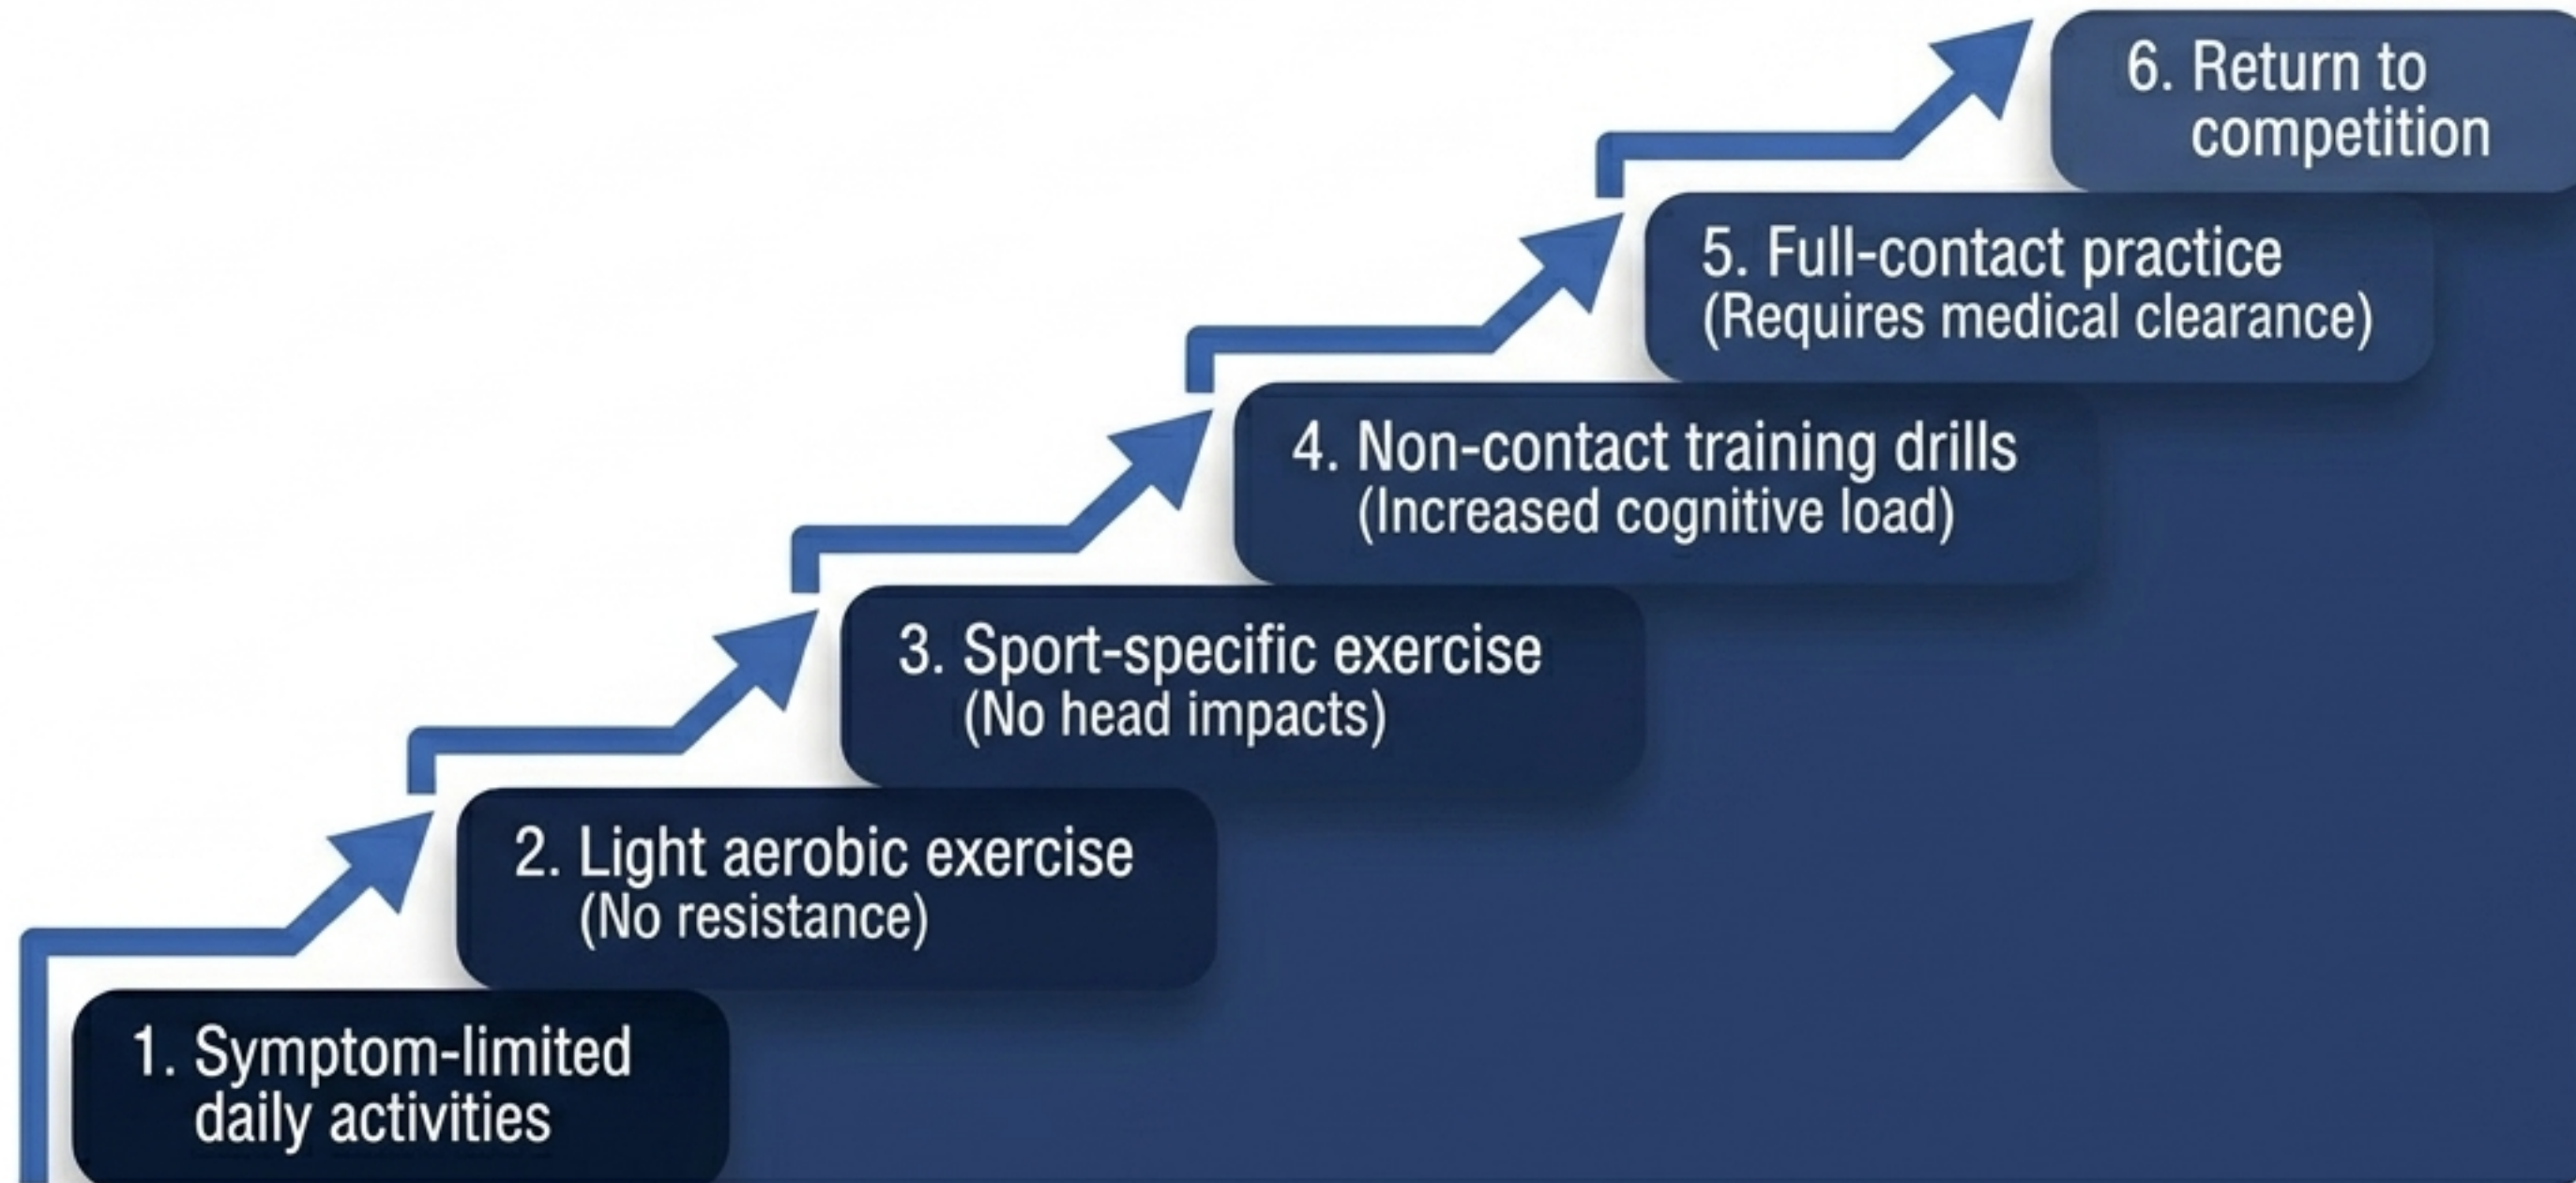 6. Return to
competition
5. Full-contact practice
(Requires medical clearance)
4. Non-contact training drills
(Increased cognitive load)
3. Sport-specific exercise
(No head impacts)
2. Light aerobic exercise
(No resistance)
1. Symptom-limited
daily activities